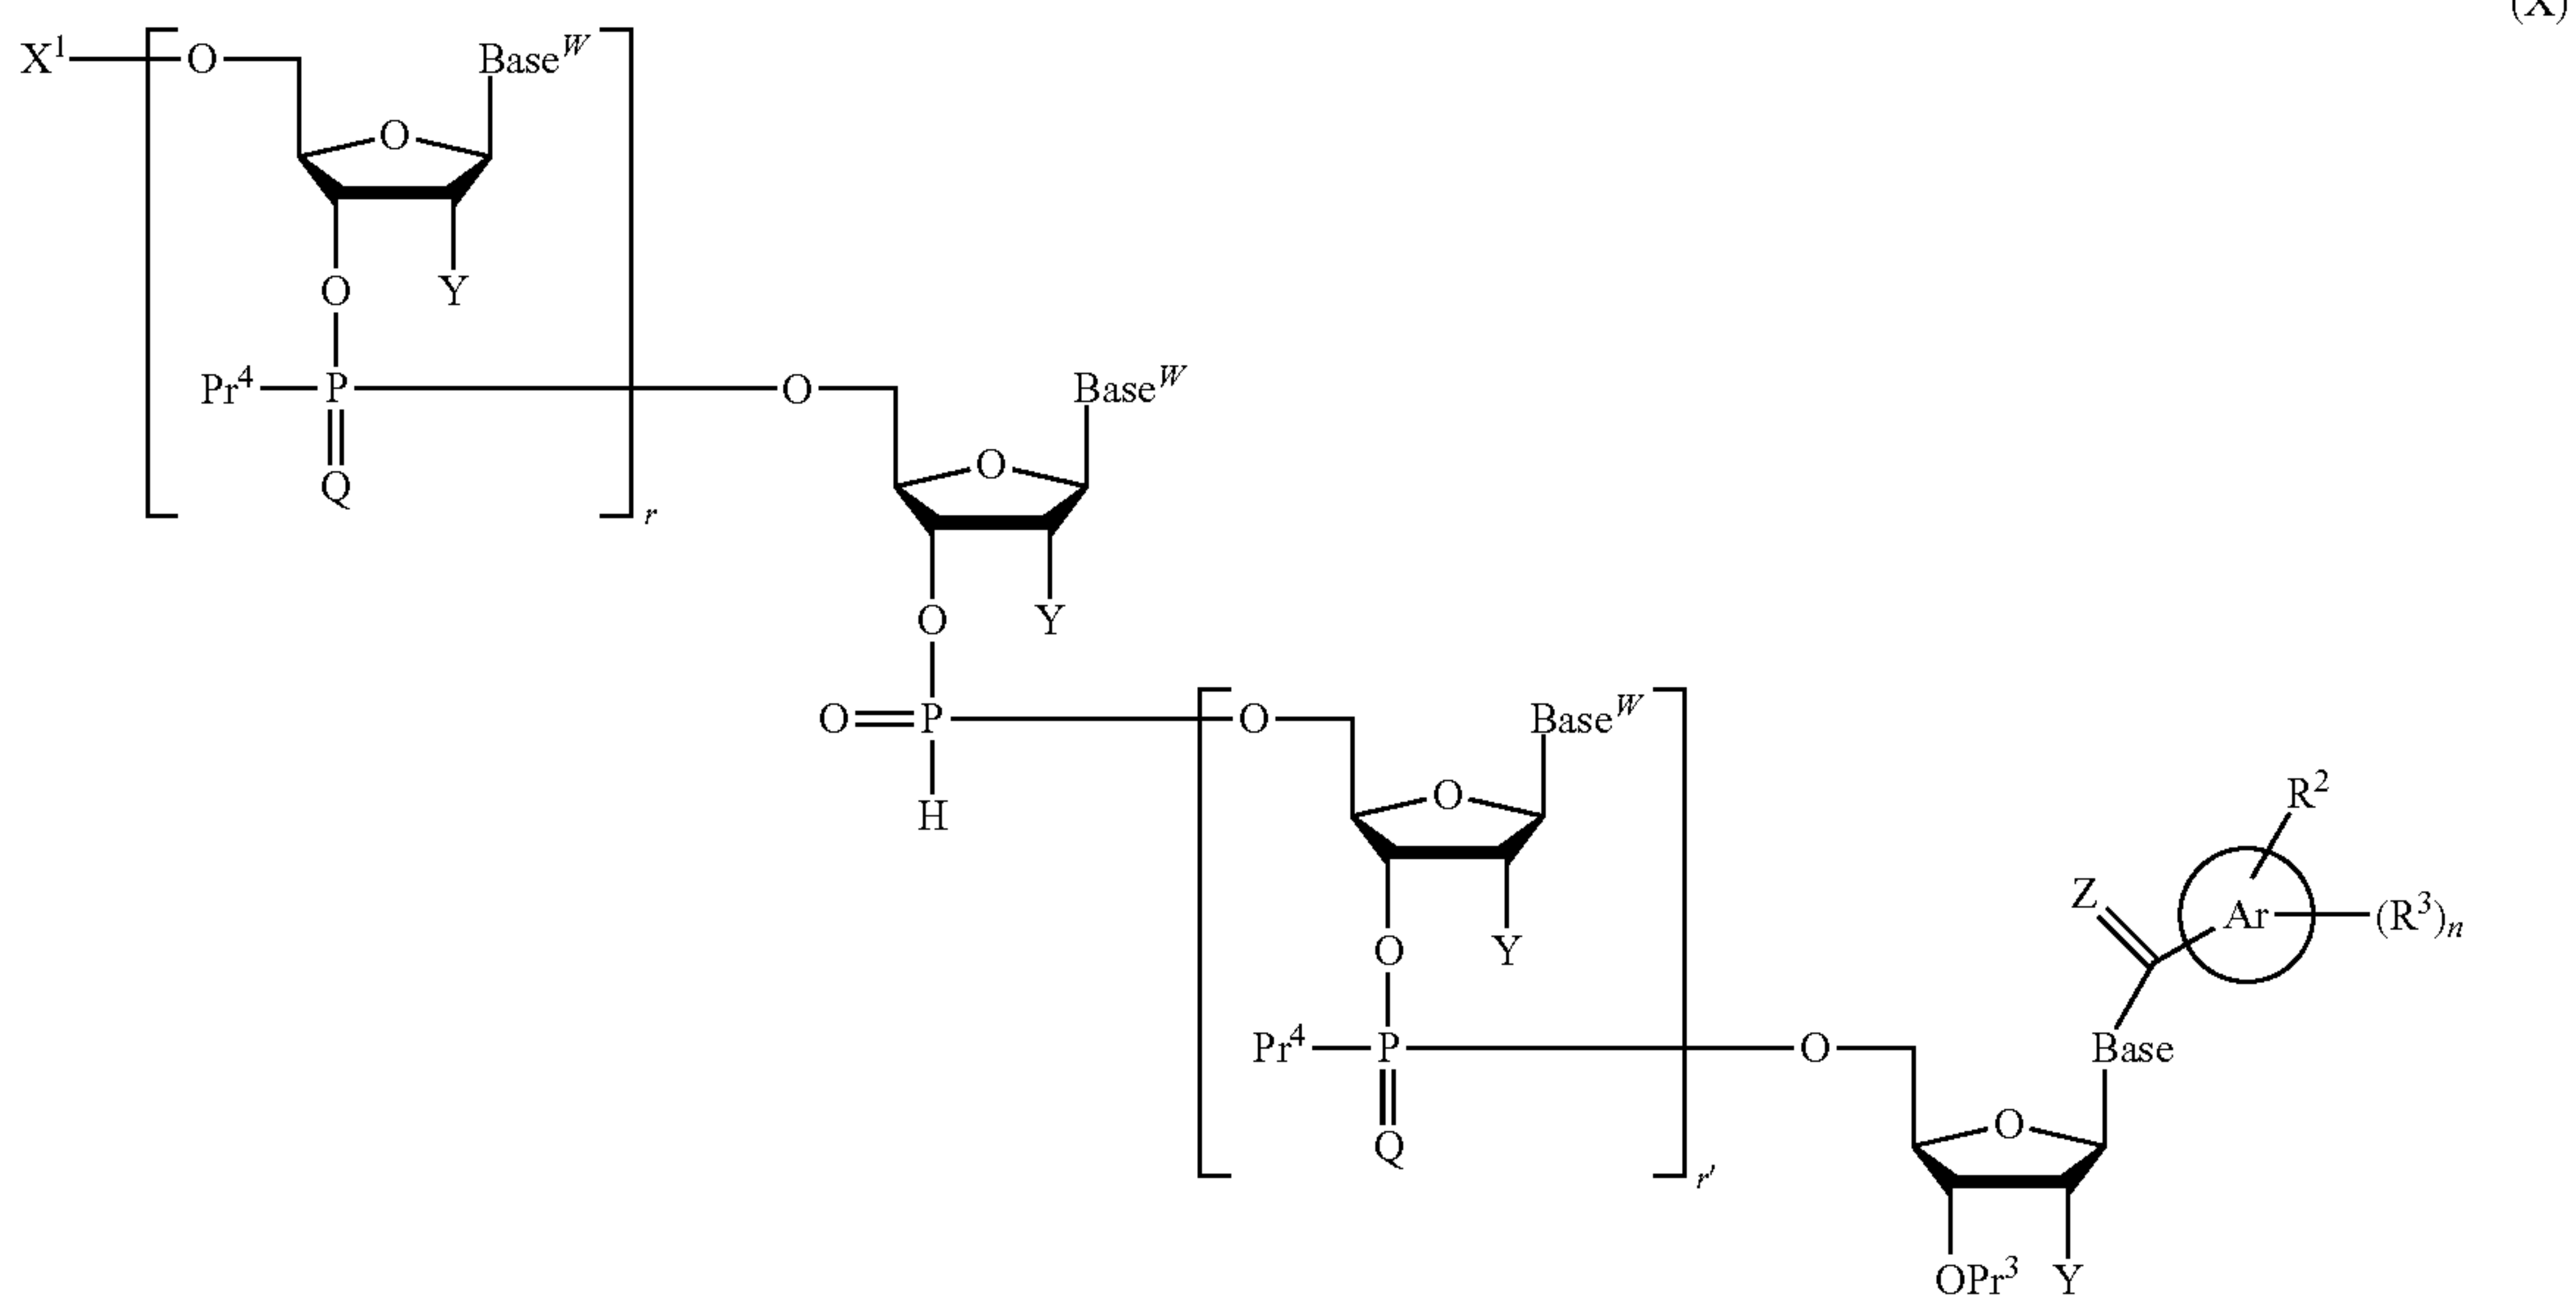 (X)
X¹ O Base^W
O
O Y
Pr⁴ P O Base^W
Q O
r
O Y
O P O Base^W
H O
R²
Z Ar (R³)n
O Y
Pr⁴ P O Base
Q O
r'
OPr³ Y